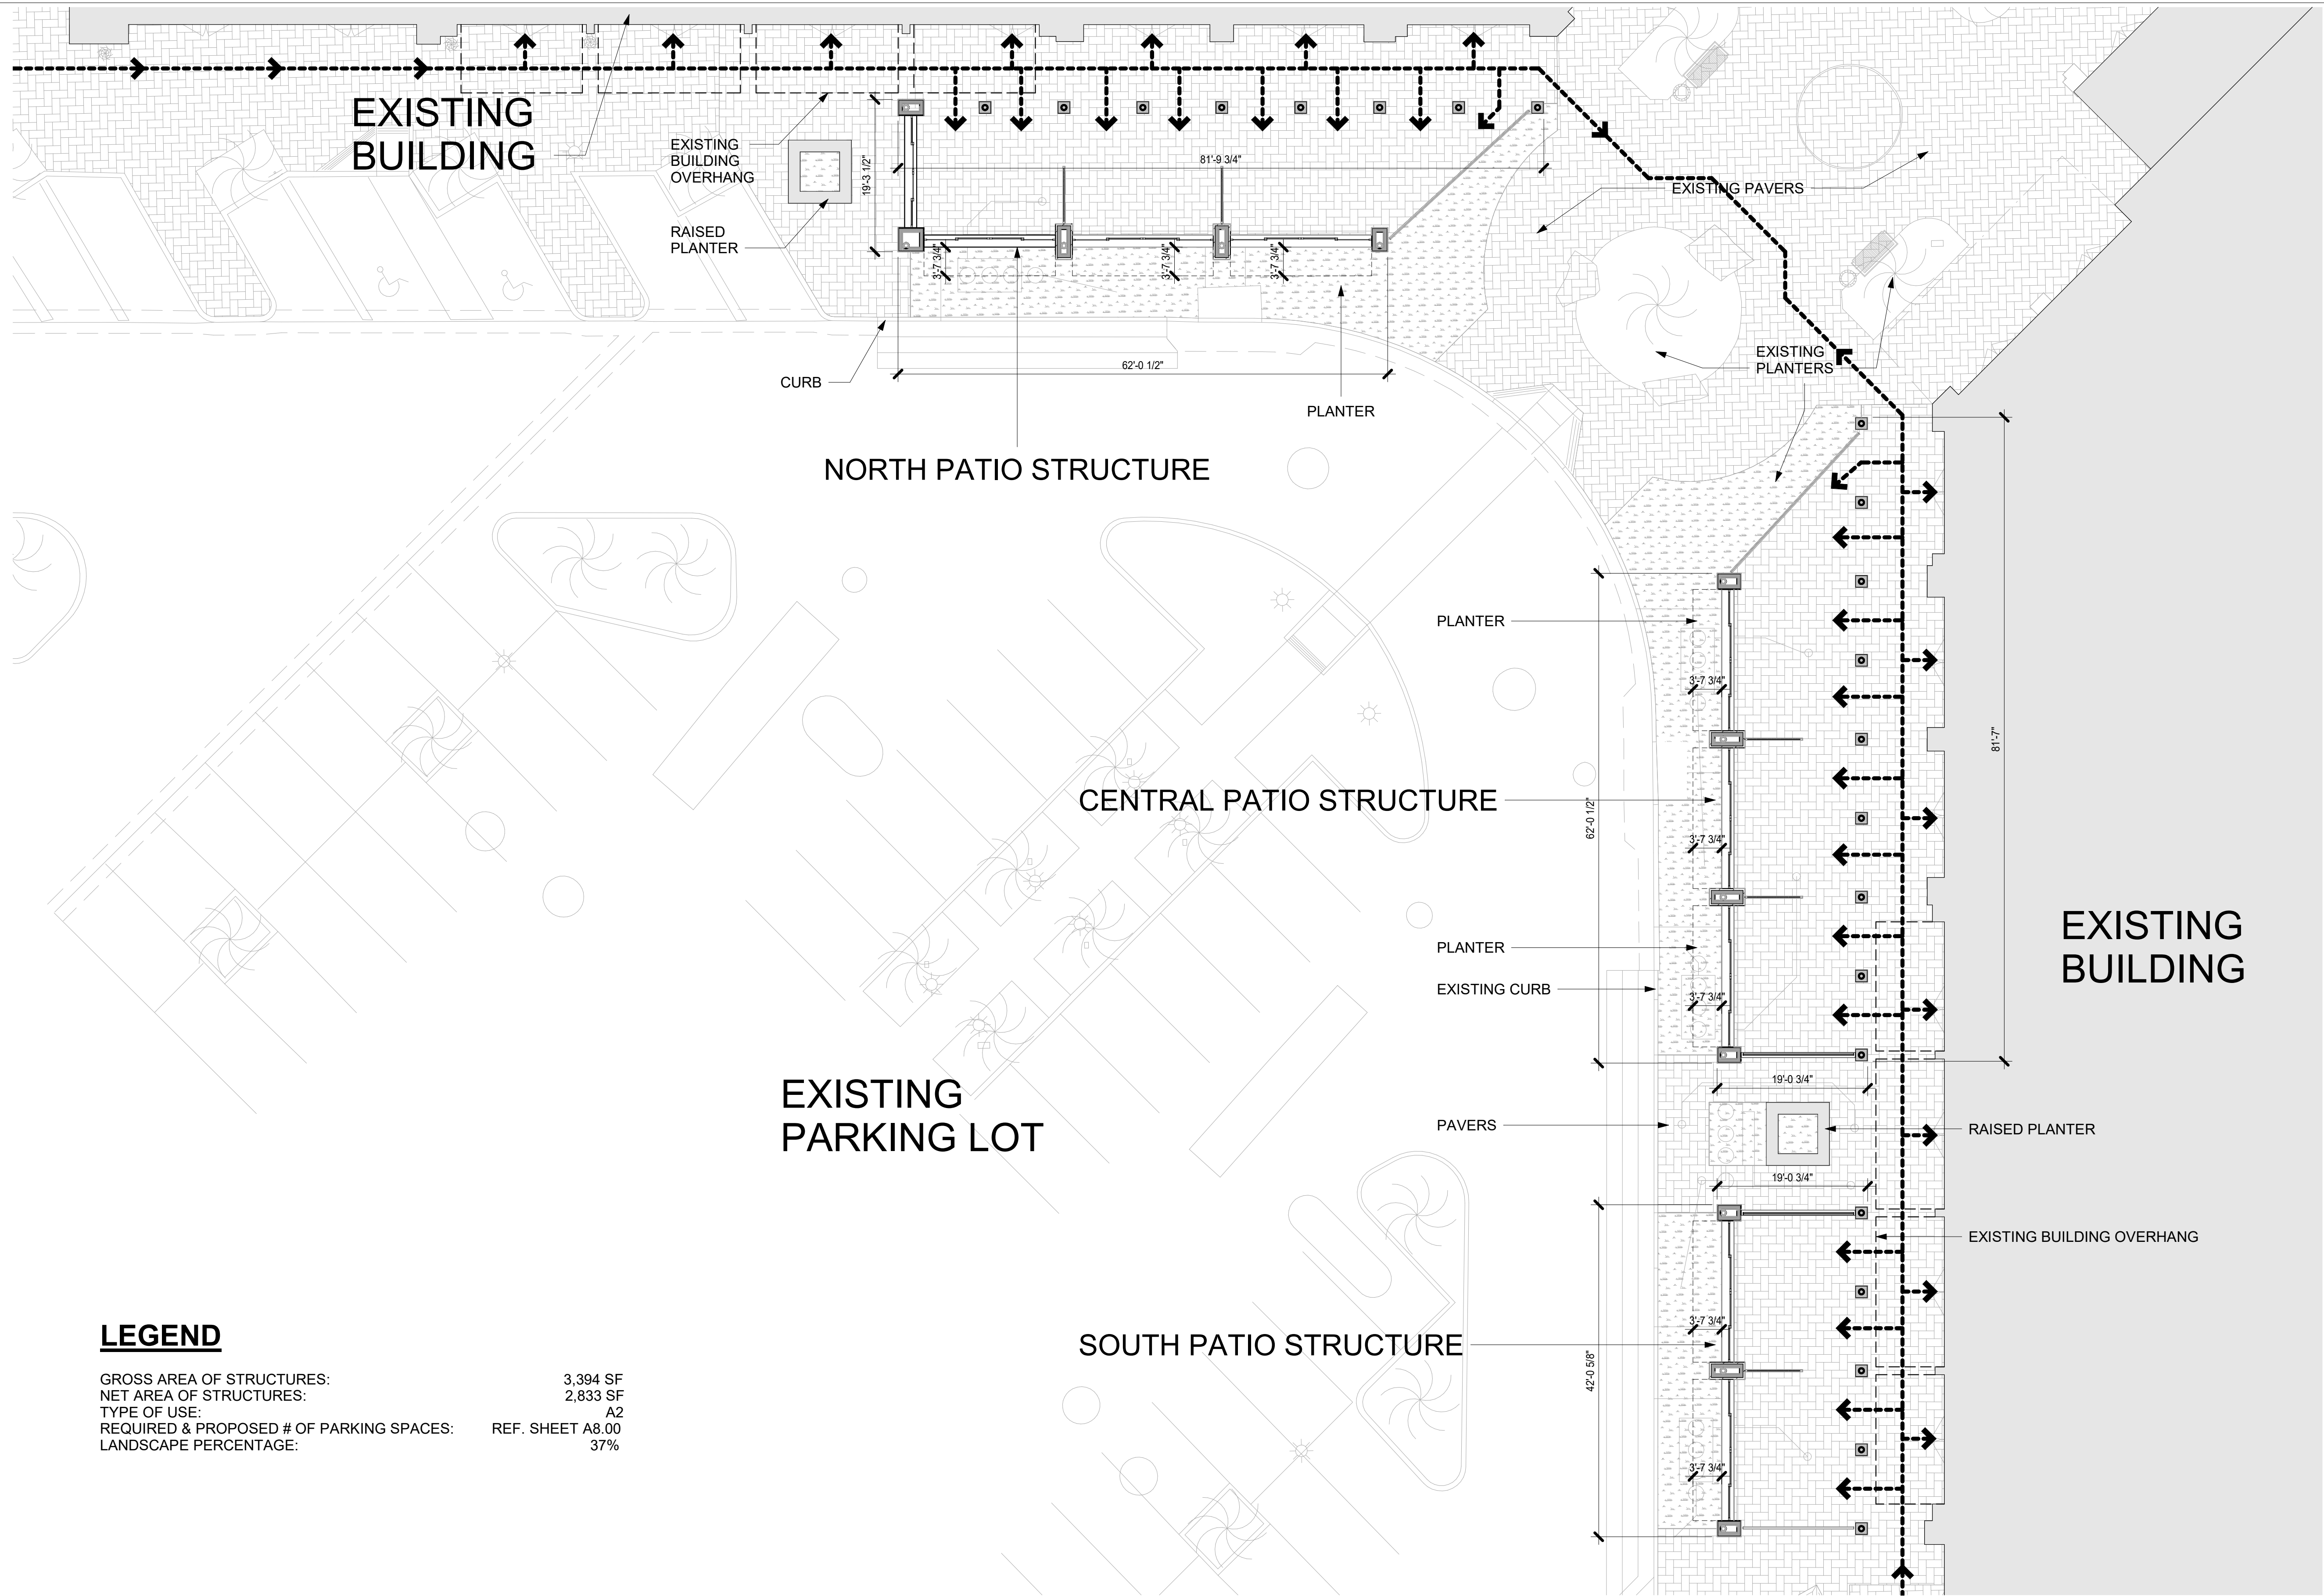 EXISTING
BUILDING
EXISTING
BUILDING
OVERHANG
RAISED
PLANTER
19'-3 1/2"
81'-9 3/4"
3'-7 3/4"
3'-7 3/4"
3'-7 3/4"
EXISTING PAVERS
EXISTING
PLANTERS
CURB
62'-0 1/2"
PLANTER
NORTH PATIO STRUCTURE
PLANTER
3'-7 3/4"
81'-7"
CENTRAL PATIO STRUCTURE
62'-0 1/2"
3'-7 3/4"
PLANTER
EXISTING CURB
3'-7 3/4"
EXISTING
BUILDING
EXISTING
PARKING LOT
19'-0 3/4"
PAVERS
RAISED PLANTER
19'-0 3/4"
EXISTING BUILDING OVERHANG
3'-7 3/4"
SOUTH PATIO STRUCTURE
42'-0 5/8"
3'-7 3/4"
LEGEND
GROSS AREA OF STRUCTURES: 3,394 SF
NET AREA OF STRUCTURES: 2,833 SF
TYPE OF USE: A2
REQUIRED & PROPOSED # OF PARKING SPACES: REF. SHEET A8.00
LANDSCAPE PERCENTAGE: 37%